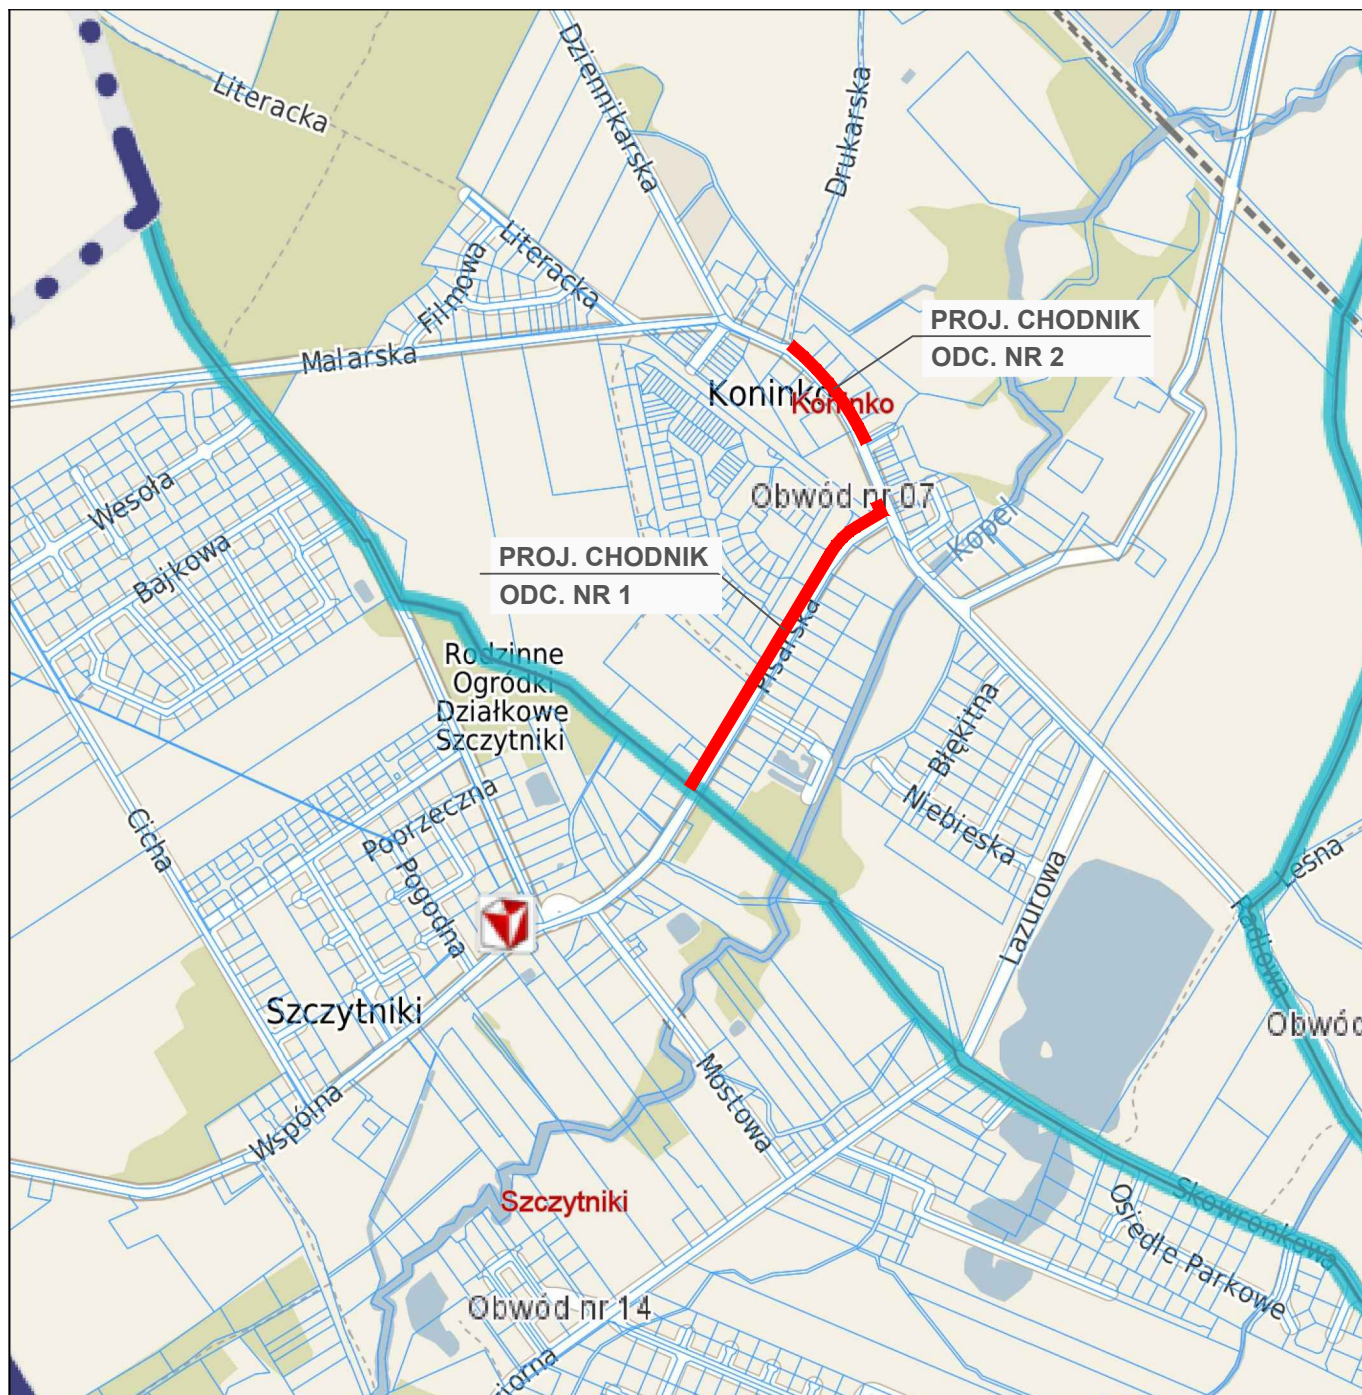 Literacka
Dziennikarska
Drukarska
Literacka
Filmowa
Malarska
PROJ. CHODNIK
ODC. NR 2
Koninko
Koninko
Wesoła
Obwód nr 07
Kopel
Bajkowa
PROJ. CHODNIK
ODC. NR 1
Pisarska
Rodzinne
Ogródki
Działkowe
Szczytniki
Błękitna
Niebieska
Cicha
Poprzeczna
Pogodna
Lazurowa
Leśna
Radiowa
Szczytniki
Obwód
Mostowa
Wspólna
Szczytniki
Skowronkowa
Osiedle Parkowe
Obwód nr 14
itorna